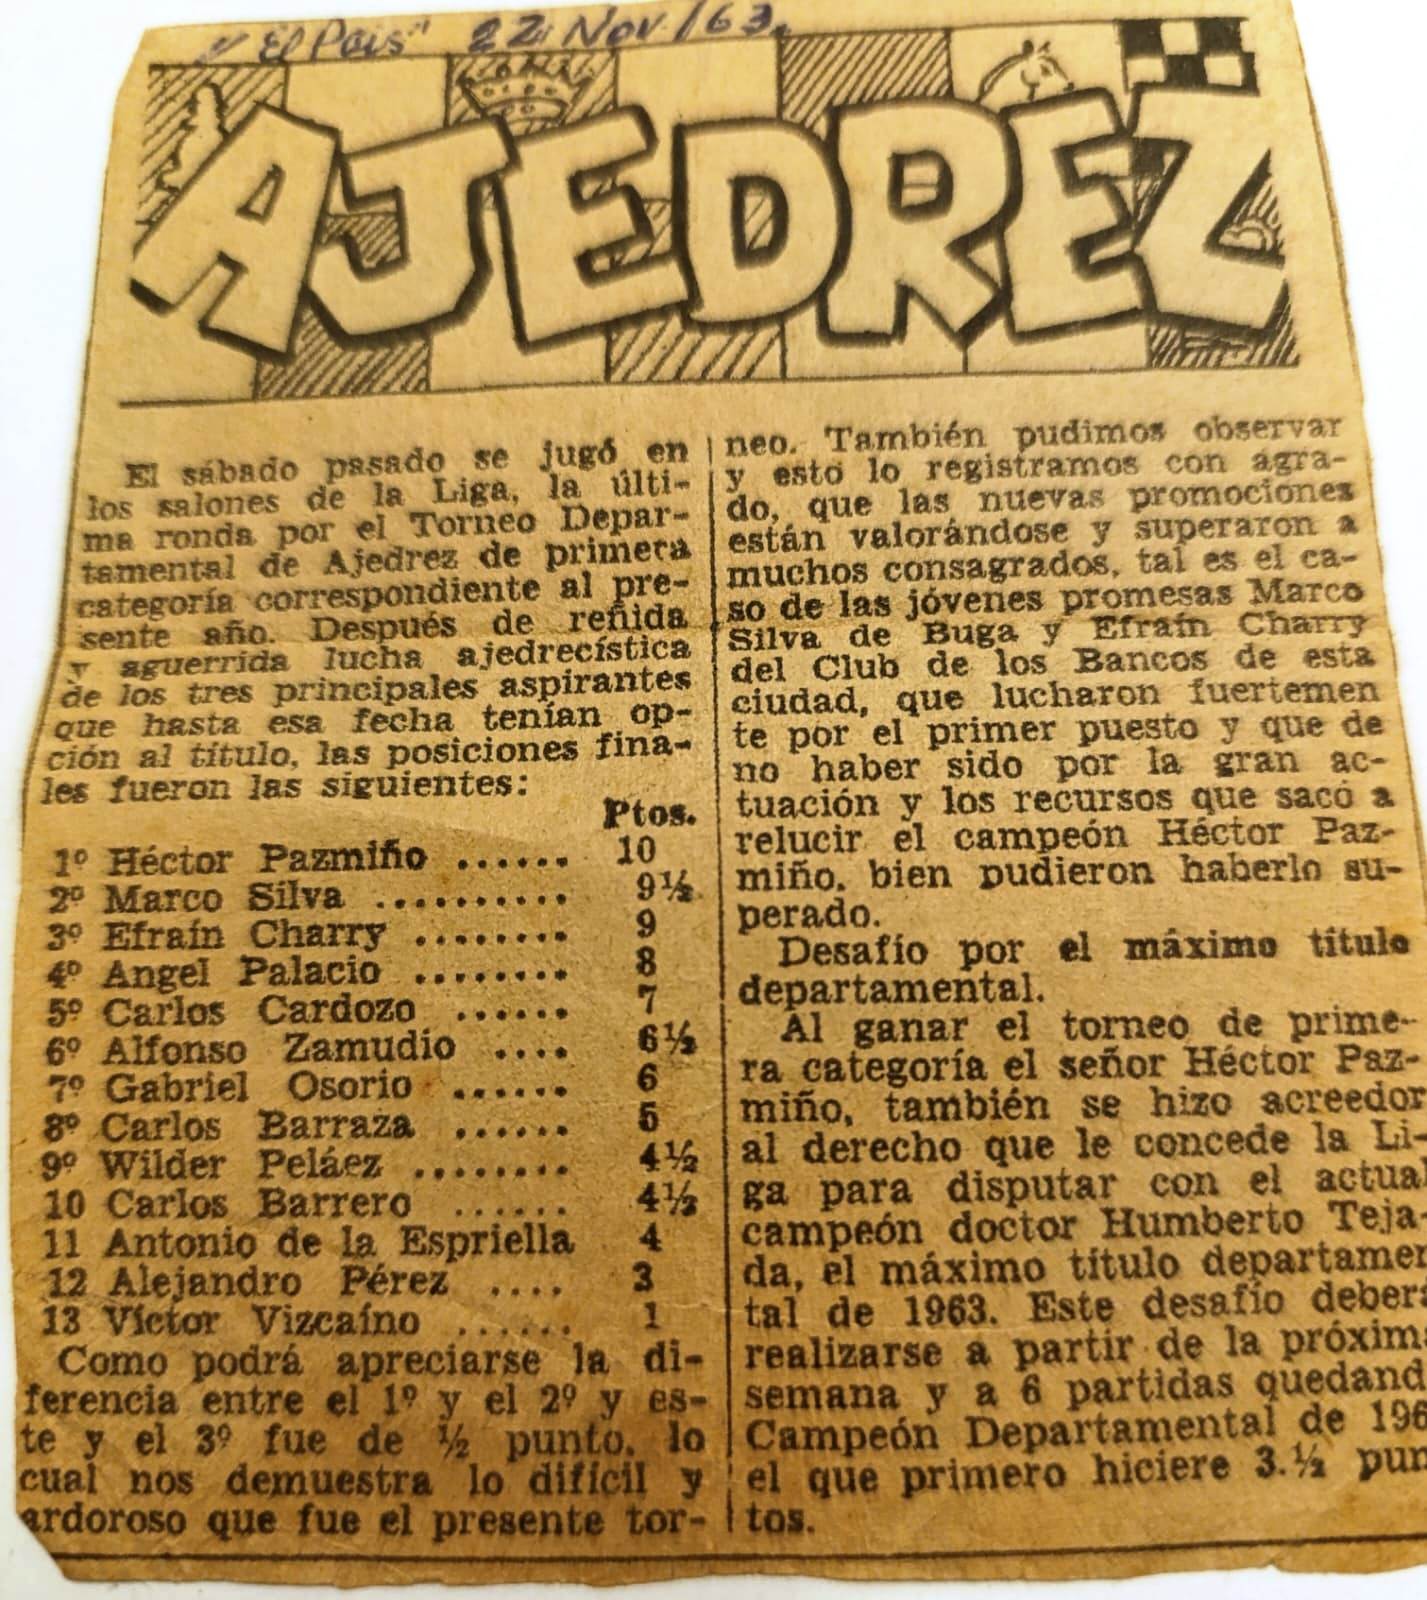 "El Pais" 22 Nov/63.
AJEDREZ
El sábado pasado se jugó en
los salones de la Liga, la últi-
ma ronda por el Torneo Depar-
tamental de Ajedrez de primera
categoría correspondiente al pre-
sente año. Después de reñida
y aguerrida lucha ajedrecística
de los tres principales aspirantes
que hasta esa fecha tenían op-
ción al título, las posiciones fina-
les fueron las siguientes:
Ptos.
1º Héctor Pazmiño ...... 10
2º Marco Silva .......... 9½
3º Efraín Charry ........ 9
4º Angel Palacio ........ 8
5º Carlos Cardozo ...... 7
6º Alfonso Zamudio .... 6½
7º Gabriel Osorio ...... 6
8º Carlos Barraza ...... 5
9º Wilder Peláez ........ 4½
10 Carlos Barrero ...... 4½
11 Antonio de la Espriella 4
12 Alejandro Pérez .... 3
13 Víctor Vizcaíno ...... 1
Como podrá apreciarse la di-
ferencia entre el 1º y el 2º y es-
te y el 3º fue de ½ punto, lo
cual nos demuestra lo difícil y
ardoroso que fue el presente tor-
neo. También pudimos observar
y esto lo registramos con agra-
do, que las nuevas promociones
están valorándose y superaron a
muchos consagrados, tal es el ca-
so de las jóvenes promesas Marco
Silva de Buga y Efraín Charry
del Club de los Bancos de esta
ciudad, que lucharon fuertemen
te por el primer puesto y que de
no haber sido por la gran ac-
tuación y los recursos que sacó a
relucir el campeón Héctor Paz-
miño, bien pudieron haberlo su-
perado.
Desafío por el máximo título
departamental.
Al ganar el torneo de prime-
ra categoría el señor Héctor Paz-
miño, también se hizo acreedor
al derecho que le concede la Li-
ga para disputar con el actual
campeón doctor Humberto Teja-
da, el máximo título departamen
tal de 1963. Este desafío deber
realizarse a partir de la próxim
semana y a 6 partidas quedand
Campeón Departamental de 196
el que primero hiciere 3.½ pun
tos.